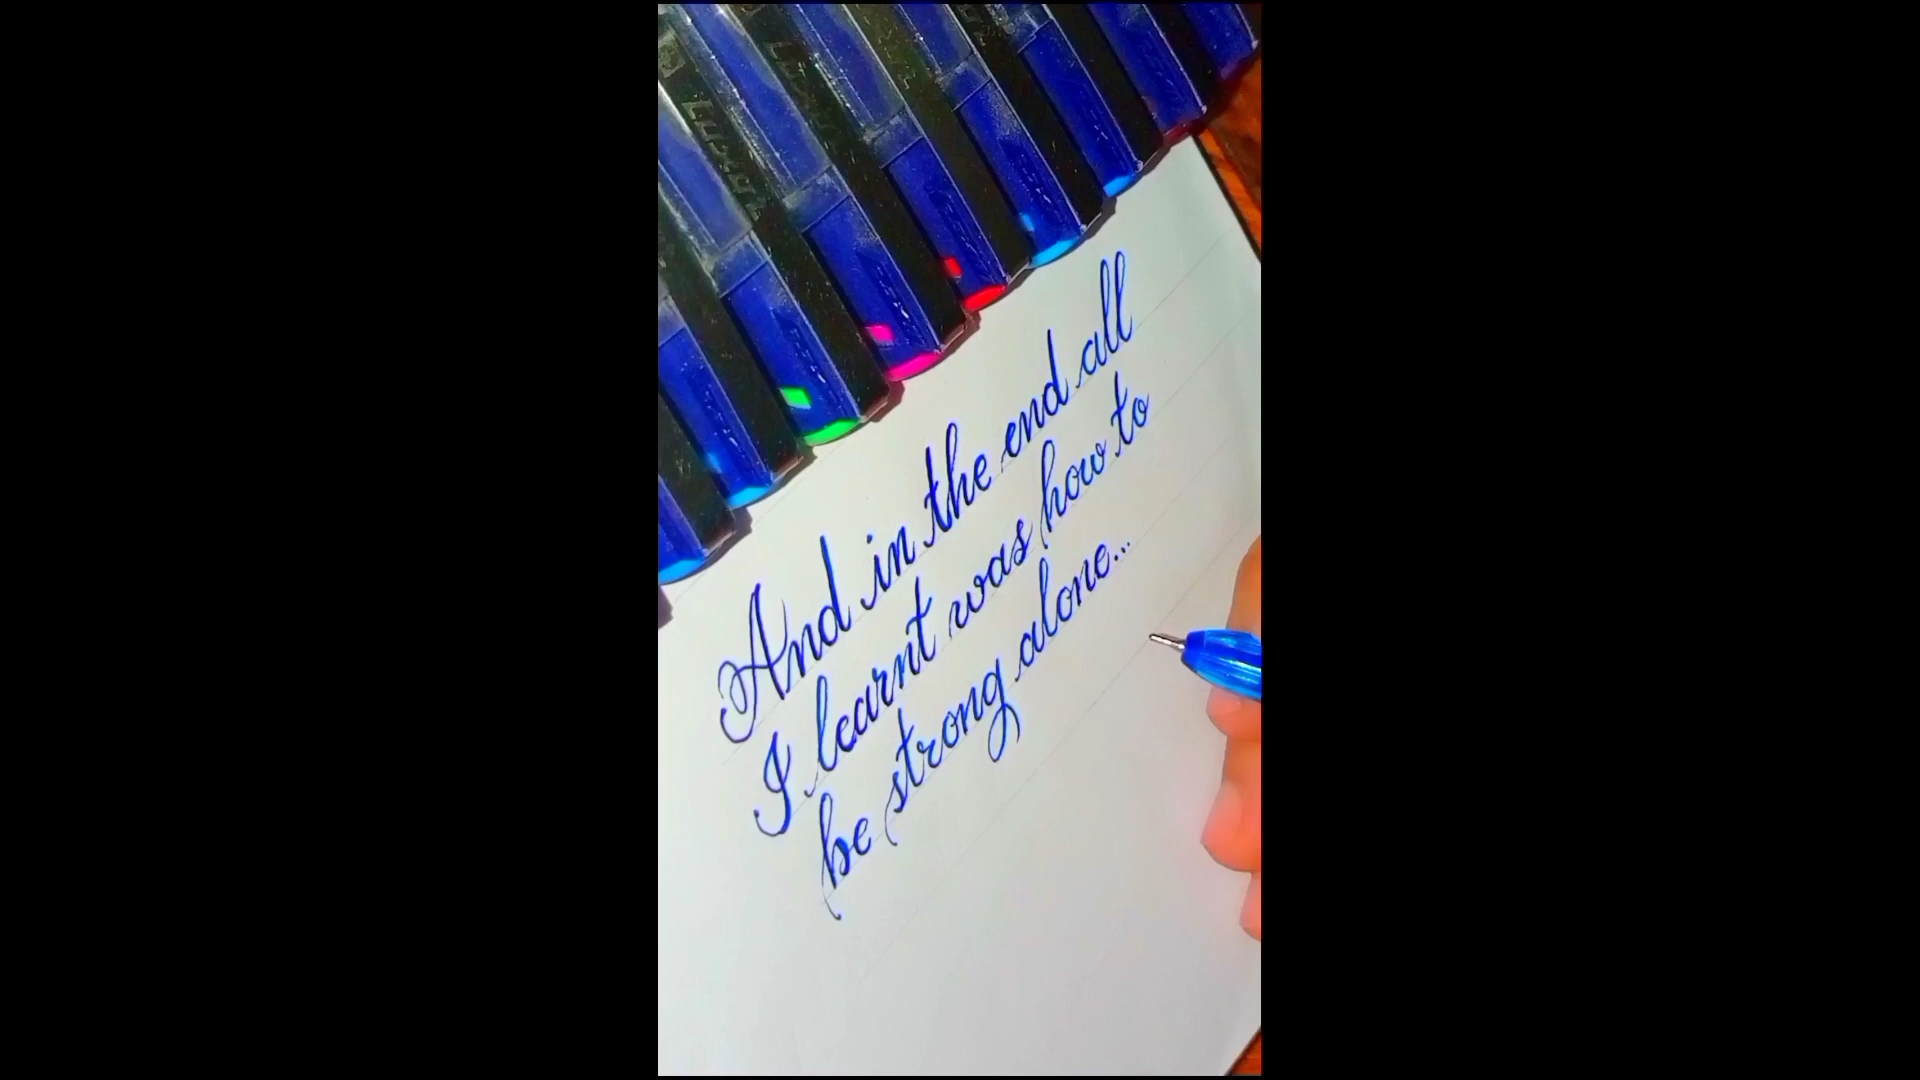 And in the end all
I learnt was how to
be strong alone...